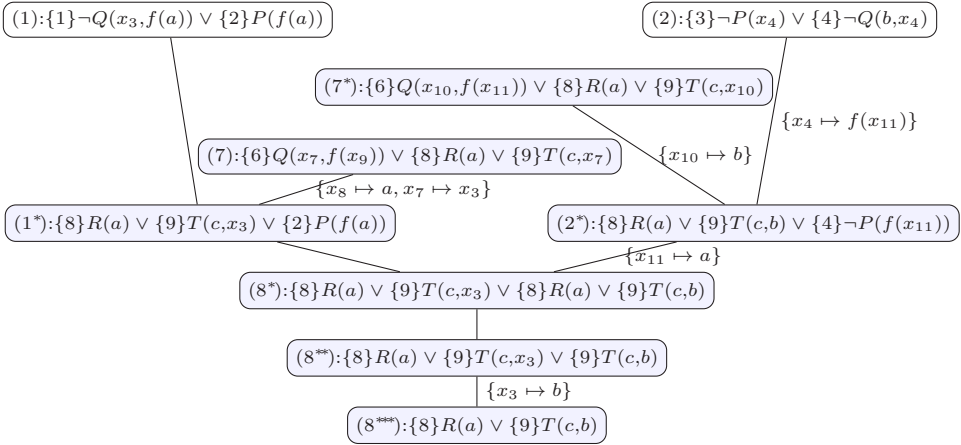 (1):{1}¬Q(x₃,f(a)) ∨ {2}P(f(a))
(2):{3}¬P(x₄) ∨ {4}¬Q(b,x₄)
(7*):{6}Q(x₁₀,f(x₁₁)) ∨ {8}R(a) ∨ {9}T(c,x₁₀)
{x₄ ↦ f(x₁₁)}
(7):{6}Q(x₇,f(x₉)) ∨ {8}R(a) ∨ {9}T(c,x₇)
{x₁₀ ↦ b}
{x₈ ↦ a, x₇ ↦ x₃}
(1*):{8}R(a) ∨ {9}T(c,x₃) ∨ {2}P(f(a))
(2*):{8}R(a) ∨ {9}T(c,b) ∨ {4}¬P(f(x₁₁))
{x₁₁ ↦ a}
(8*):{8}R(a) ∨ {9}T(c,x₃) ∨ {8}R(a) ∨ {9}T(c,b)
(8**):{8}R(a) ∨ {9}T(c,x₃) ∨ {9}T(c,b)
{x₃ ↦ b}
(8***):{8}R(a) ∨ {9}T(c,b)